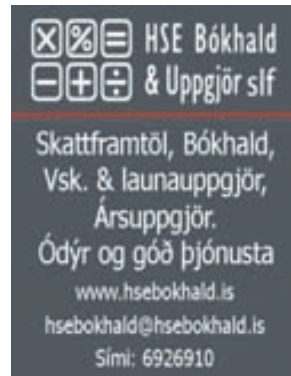 HSE Bókhald
& Uppgjör slf
Skattframtöl, Bókhald,
Vsk. & launauppgjör,
Ársuppgjör.
Ódýr og góð þjónusta
www.hsebokhald.is
hsebokhald@hsebokhald.is
Sími: 6926910